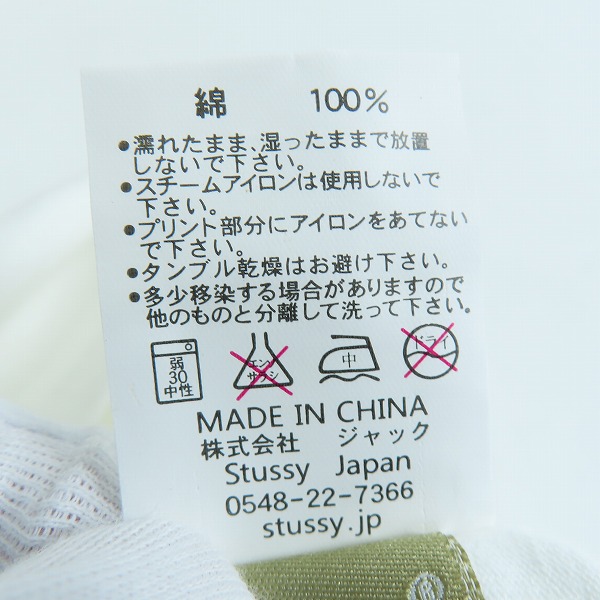 綿 100%
●濡れたまま、湿ったままで放置
しないで下さい。
●スチームアイロンは使用しないで
下さい。
●プリント部分にアイロンをあてない
で下さい。
●タンブル乾燥はお避け下さい。
●多少移染する場合がありますので
他のものと分離して洗って下さい。
弱
30
中性
エンソ
サラシ
中
ドライ
MADE IN CHINA
株式会社 ジャック
Stussy Japan
0548-22-7366
stussy.jp
®